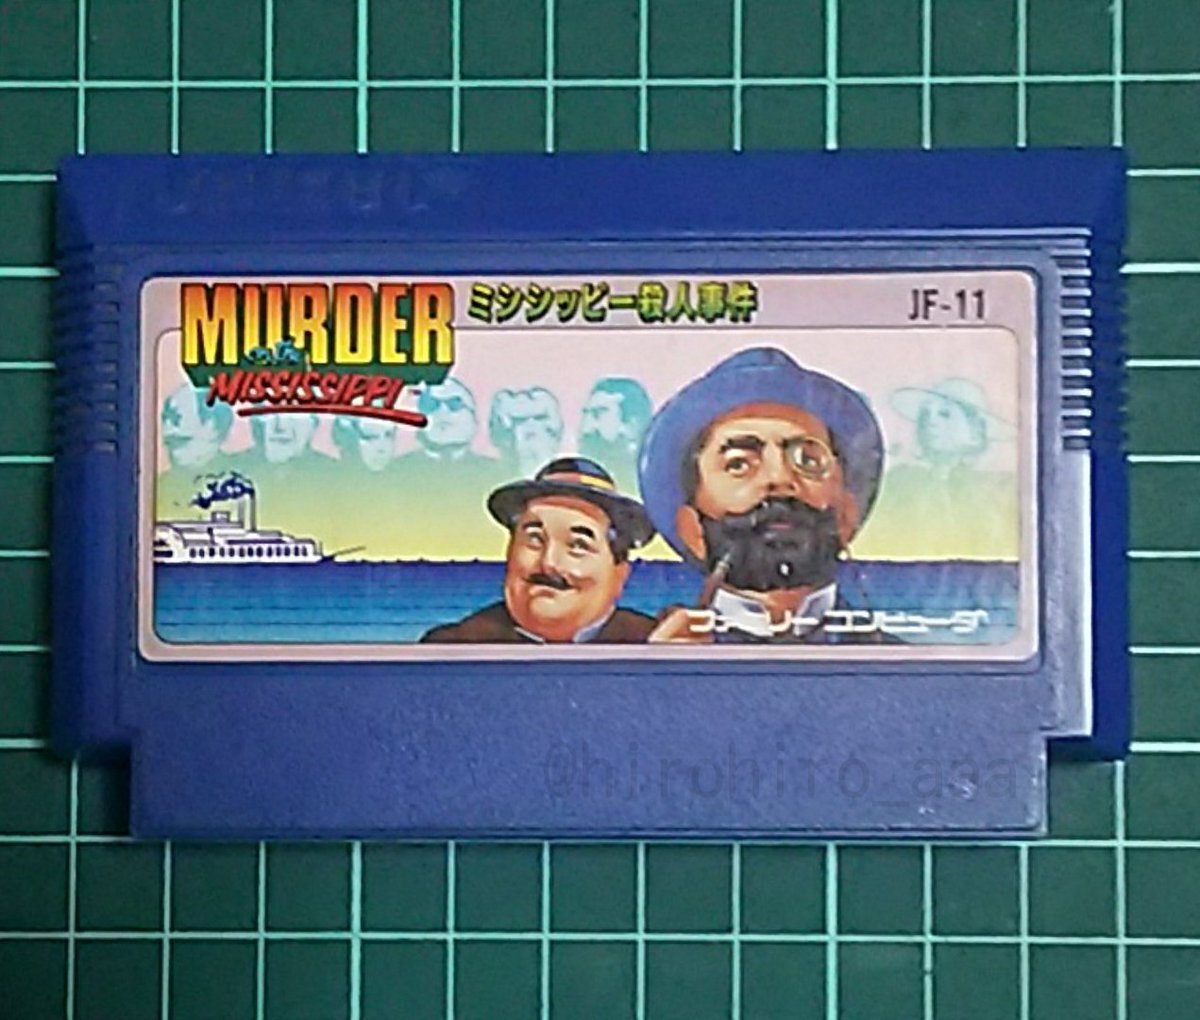 MURDER
on the
MISSISSIPPI
ミシシッピー殺人事件
JF-11
ファミリーコンピュータ
@hirohiro_aaa